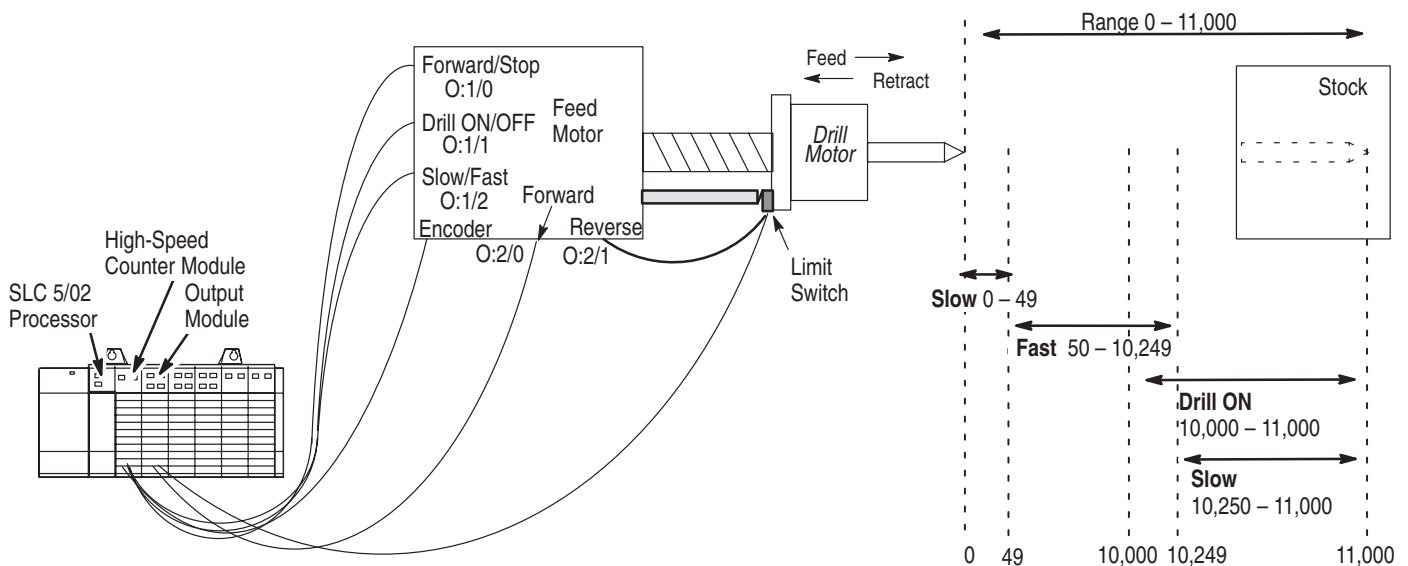 Range 0 – 11,000
Forward/Stop
O:1/0
Feed
Motor
Drill ON/OFF
O:1/1
Slow/Fast
O:1/2
Forward
Encoder
Reverse
O:2/0
O:2/1
Feed
Retract
Drill
Motor
Stock
Limit
Switch
High-Speed
Counter Module
SLC 5/02
Processor
Output
Module
Slow 0 – 49
Fast 50 – 10,249
Drill ON
10,000 – 11,000
Slow
10,250 – 11,000
0
49
10,000
10,249
11,000